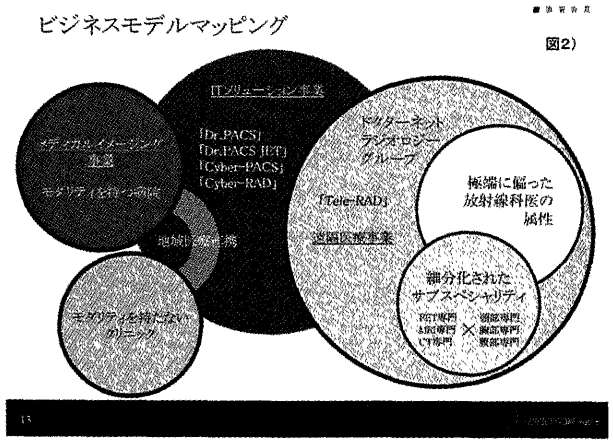 ビジネスモデルマッピング
図2)
ITソリューション事業
「Dr.PACS」
「Dr.PACS JET」
「Cyber-PACS」
「Cyber-RAD」
メディカルイメージング
事業
モダリティを持つ病院
地域医療連携
モダリティを持たない
クリニック
ドクターネット
ラジオロジー
グループ
「Tele-RAD」
遠隔医療事業
極端に偏った
放射線科医の
属性
細分化された
サブスペシャリティ
PET専門 頭部専門
MRI専門 × 胸部専門
CT専門 腹部専門
13